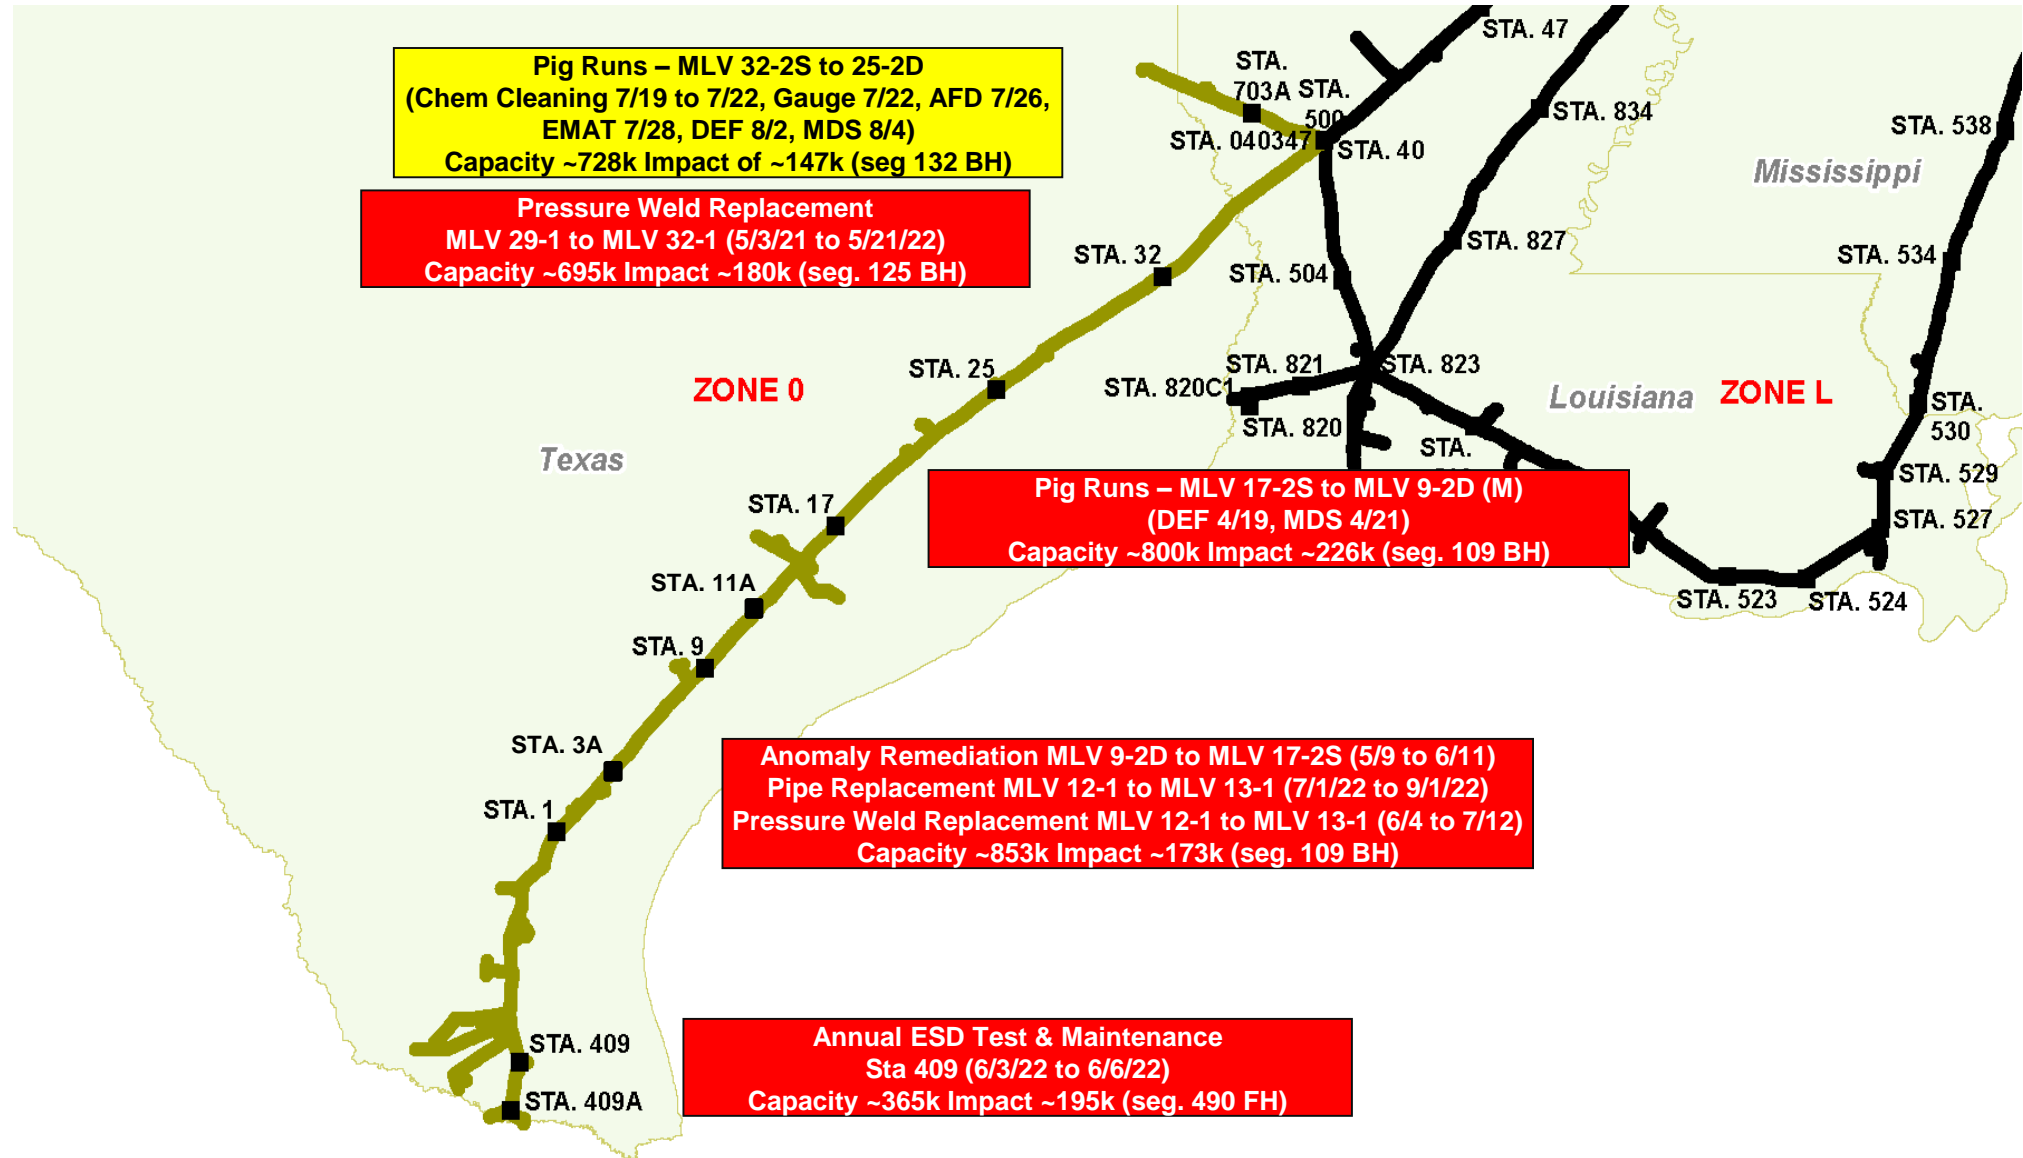 STA. 47
Pig Runs – MLV 32-2S to 25-2D
(Chem Cleaning 7/19 to 7/22, Gauge 7/22, AFD 7/26,
EMAT 7/28, DEF 8/2, MDS 8/4)
Capacity ~728k Impact of ~147k (seg 132 BH)
STA.
703A
STA.
500
STA. 040347
STA. 40
STA. 834
STA. 538
Mississippi
Pressure Weld Replacement
MLV 29-1 to MLV 32-1 (5/3/21 to 5/21/22)
Capacity ~695k Impact ~180k (seg. 125 BH)
STA. 32
STA. 504
STA. 827
STA. 534
STA. 25
ZONE 0
STA. 821
STA. 823
STA. 820C1
STA. 820
Louisiana
ZONE L
STA.
530
STA.
Texas
STA. 529
Pig Runs – MLV 17-2S to MLV 9-2D (M)
(DEF 4/19, MDS 4/21)
Capacity ~800k Impact ~226k (seg. 109 BH)
STA. 17
STA. 527
STA. 11A
STA. 523
STA. 524
STA. 9
STA. 3A
Anomaly Remediation MLV 9-2D to MLV 17-2S (5/9 to 6/11)
Pipe Replacement MLV 12-1 to MLV 13-1 (7/1/22 to 9/1/22)
Pressure Weld Replacement MLV 12-1 to MLV 13-1 (6/4 to 7/12)
Capacity ~853k Impact ~173k (seg. 109 BH)
STA. 1
STA. 409
Annual ESD Test & Maintenance
Sta 409 (6/3/22 to 6/6/22)
Capacity ~365k Impact ~195k (seg. 490 FH)
STA. 409A